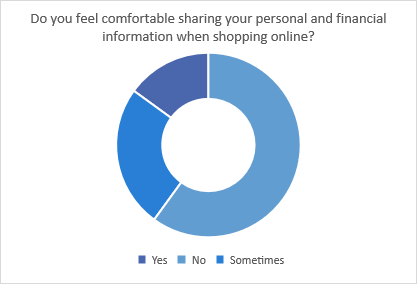 Do you feel comfortable sharing your personal and financial
information when shopping online?
Yes No Sometimes